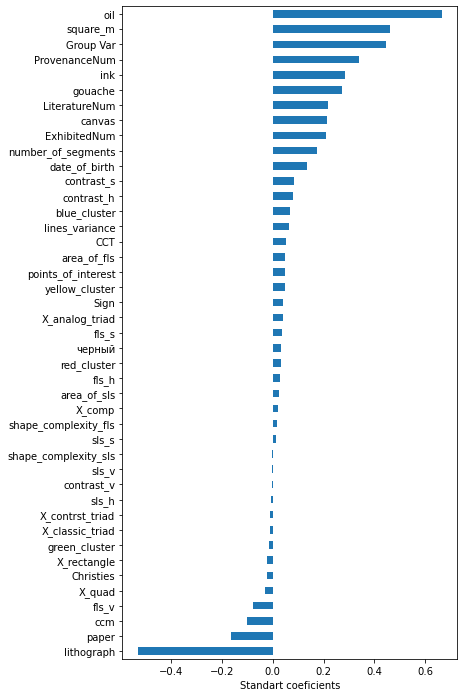 oil
square_m
Group Var
ProvenanceNum
ink
gouache
LiteratureNum
canvas
ExhibitedNum
number_of_segments
date_of_birth
contrast_s
contrast_h
blue_cluster
lines_variance
CCT
area_of_fls
points_of_interest
yellow_cluster
Sign
X_analog_triad
fls_s
черный
red_cluster
fls_h
area_of_sls
X_comp
shape_complexity_fls
sls_s
shape_complexity_sls
sls_v
contrast_v
sls_h
X_contrst_triad
X_classic_triad
green_cluster
X_rectangle
Christies
X_quad
fls_v
ccm
paper
lithograph
−0.4 −0.2 0.0 0.2 0.4 0.6
Standart coeficients